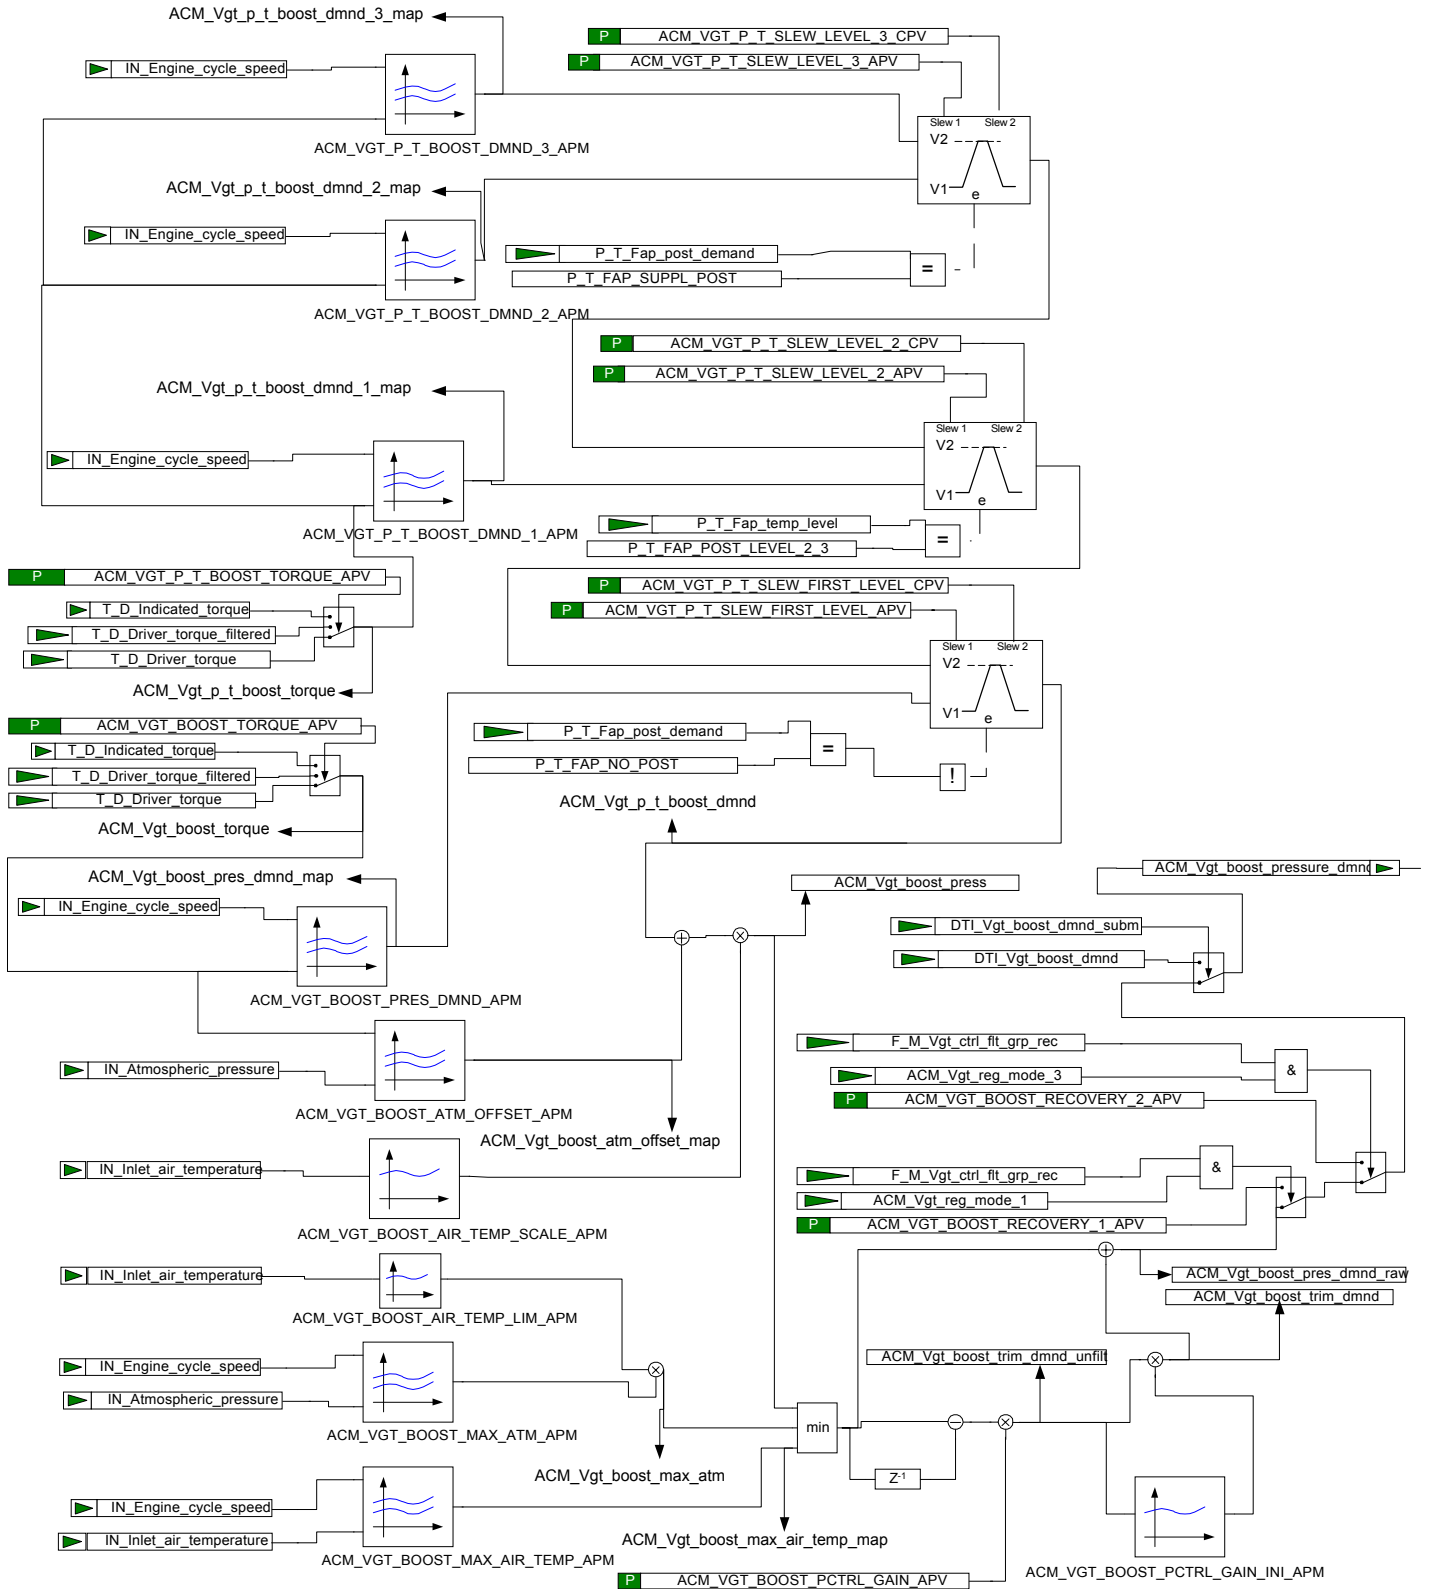 ACM_Vgt_p_t_boost_dmnd_3_map
P ACM_VGT_P_T_SLEW_LEVEL_3_CPV
P ACM_VGT_P_T_SLEW_LEVEL_3_APV
IN_Engine_cycle_speed
Slew 1 Slew 2
V2
V1
e
ACM_VGT_P_T_BOOST_DMND_3_APM
ACM_Vgt_p_t_boost_dmnd_2_map
IN_Engine_cycle_speed
P_T_Fap_post_demand
=
P_T_FAP_SUPPL_POST
ACM_VGT_P_T_BOOST_DMND_2_APM
P ACM_VGT_P_T_SLEW_LEVEL_2_CPV
P ACM_VGT_P_T_SLEW_LEVEL_2_APV
ACM_Vgt_p_t_boost_dmnd_1_map
Slew 1 Slew 2
V2
V1
e
IN_Engine_cycle_speed
P_T_Fap_temp_level
=
P_T_FAP_POST_LEVEL_2_3
ACM_VGT_P_T_BOOST_DMND_1_APM
P ACM_VGT_P_T_BOOST_TORQUE_APV
P ACM_VGT_P_T_SLEW_FIRST_LEVEL_CPV
P ACM_VGT_P_T_SLEW_FIRST_LEVEL_APV
T_D_Indicated_torque
T_D_Driver_torque_filtered
T_D_Driver_torque
Slew 1 Slew 2
V2
V1
e
ACM_Vgt_p_t_boost_torque
P ACM_VGT_BOOST_TORQUE_APV
T_D_Indicated_torque
T_D_Driver_torque_filtered
T_D_Driver_torque
P_T_Fap_post_demand
=
P_T_FAP_NO_POST
!
ACM_Vgt_p_t_boost_dmnd
ACM_Vgt_boost_torque
ACM_Vgt_boost_pres_dmnd_map
IN_Engine_cycle_speed
ACM_Vgt_boost_pressure_dmnd
ACM_Vgt_boost_press
DTI_Vgt_boost_dmnd_subm
DTI_Vgt_boost_dmnd
ACM_VGT_BOOST_PRES_DMND_APM
IN_Atmospheric_pressure
ACM_VGT_BOOST_ATM_OFFSET_APM
ACM_Vgt_boost_atm_offset_map
F_M_Vgt_ctrl_flt_grp_rec
&
ACM_Vgt_reg_mode_3
P ACM_VGT_BOOST_RECOVERY_2_APV
IN_Inlet_air_temperature
F_M_Vgt_ctrl_flt_grp_rec
&
ACM_Vgt_reg_mode_1
P ACM_VGT_BOOST_RECOVERY_1_APV
ACM_VGT_BOOST_AIR_TEMP_SCALE_APM
IN_Inlet_air_temperature
ACM_Vgt_boost_pres_dmnd_raw
ACM_Vgt_boost_trim_dmnd
ACM_VGT_BOOST_AIR_TEMP_LIM_APM
IN_Engine_cycle_speed
IN_Atmospheric_pressure
ACM_Vgt_boost_trim_dmnd_unfilt
ACM_VGT_BOOST_MAX_ATM_APM
min
Z-1
ACM_Vgt_boost_max_atm
IN_Engine_cycle_speed
IN_Inlet_air_temperature
ACM_Vgt_boost_max_air_temp_map
ACM_VGT_BOOST_MAX_AIR_TEMP_APM
ACM_VGT_BOOST_PCTRL_GAIN_INI_APM
P ACM_VGT_BOOST_PCTRL_GAIN_APV